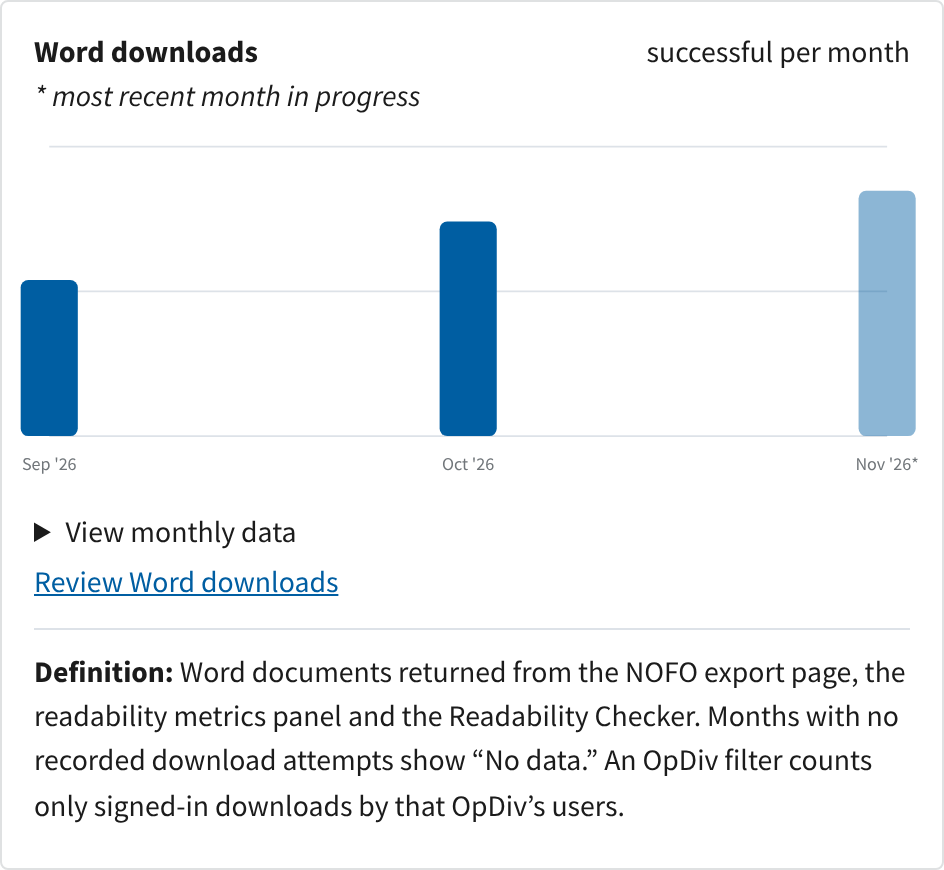 Word downloads
successful per month
* most recent month in progress
Sep '26
Oct '26
Nov '26*
▶ View monthly data
Review Word downloads
Definition: Word documents returned from the NOFO export page, the
readability metrics panel and the Readability Checker. Months with no
recorded download attempts show “No data.” An OpDiv filter counts
only signed-in downloads by that OpDiv’s users.